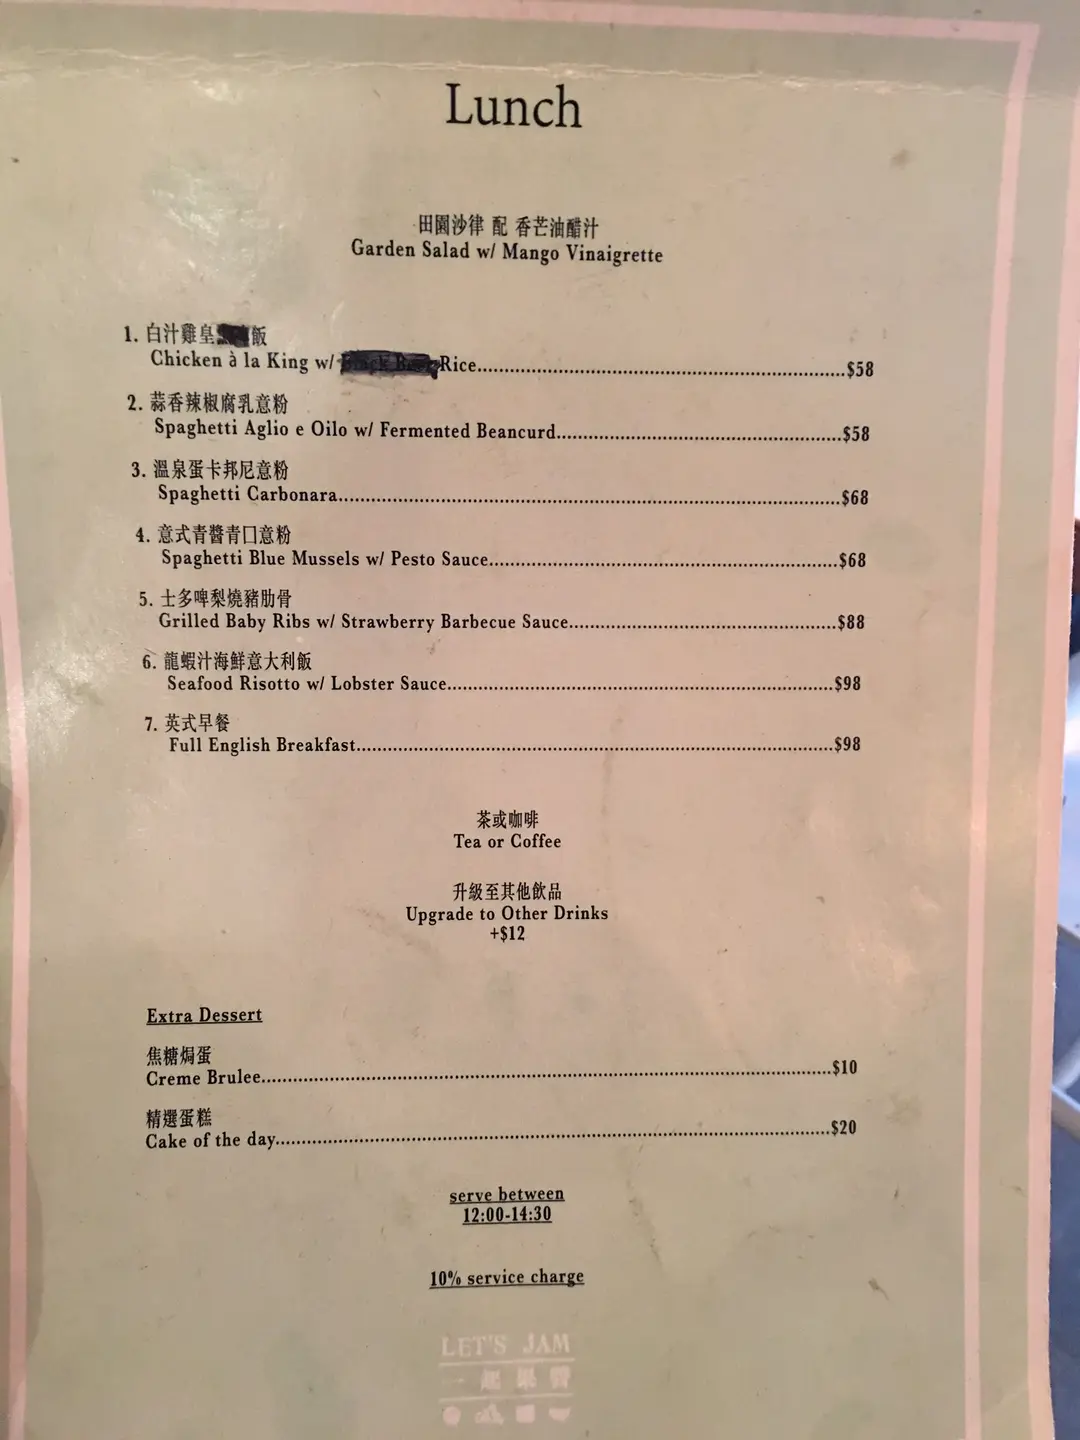 Lunch
田園沙律 配 香芒油醋汁
Garden Salad w/ Mango Vinaigrette
1. 白汁雞皇飯
Chicken à la King w/ Rice...$58
2. 蒜香辣椒腐乳意粉
Spaghetti Aglio e Oilo w/ Fermented Beancurd...$58
3. 溫泉蛋卡邦尼意粉
Spaghetti Carbonara...$68
4. 意式青醬青口意粉
Spaghetti Blue Mussels w/ Pesto Sauce...$68
5. 士多啤梨燒豬肋骨
Grilled Baby Ribs w/ Strawberry Barbecue Sauce...$88
6. 龍蝦汁海鮮意大利飯
Seafood Risotto w/ Lobster Sauce...$98
7. 英式早餐
Full English Breakfast...$98
茶或咖啡
Tea or Coffee
升級至其他飲品
Upgrade to Other Drinks
+$12
Extra Dessert
焦糖焗蛋
Creme Brulee...$10
精選蛋糕
Cake of the day...$20
serve between
12:00-14:30
10% service charge
LET'S JAM
一起果醬